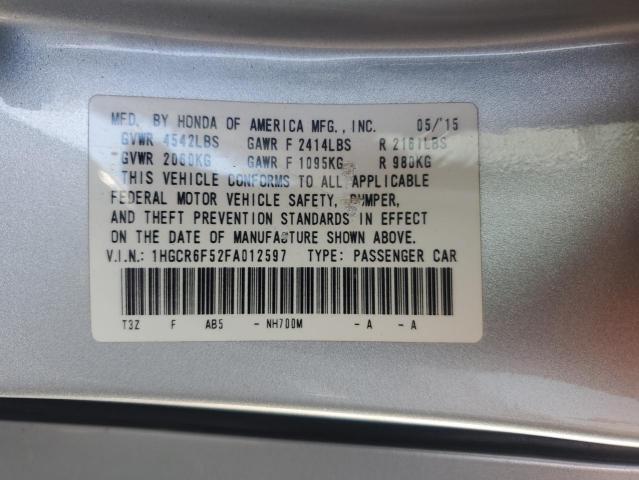 MFD. BY HONDA OF AMERICA MFG., INC. 05/'15
GVWR 4542LBS GAWR F 2414LBS R 2161LBS
GVWR 2060KG GAWR F 1095KG R 980KG
THIS VEHICLE CONFORMS TO ALL APPLICABLE
FEDERAL MOTOR VEHICLE SAFETY, BUMPER,
AND THEFT PREVENTION STANDARDS IN EFFECT
ON THE DATE OF MANUFACTURE SHOWN ABOVE.
V.I.N.: 1HGCR6F52FA012597 TYPE: PASSENGER CAR
T3Z F AB5 - NH700M - A - A